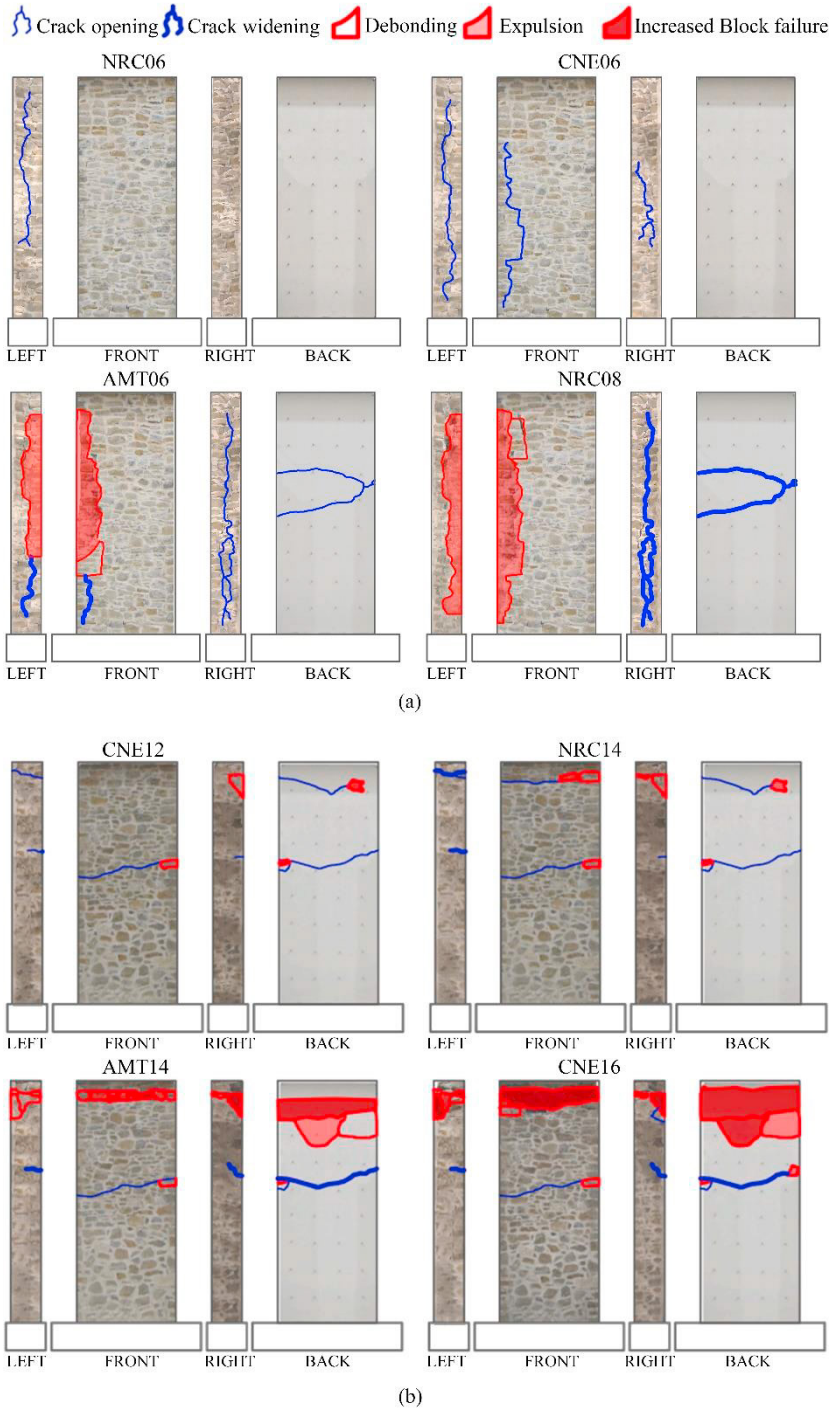 Crack opening Crack widening Debonding Expulsion Increased Block failure
NRC06 CNE06
LEFT FRONT RIGHT BACK LEFT FRONT RIGHT BACK
AMT06 NRC08
LEFT FRONT RIGHT BACK LEFT FRONT RIGHT BACK
(a)
CNE12 NRC14
LEFT FRONT RIGHT BACK LEFT FRONT RIGHT BACK
AMT14 CNE16
LEFT FRONT RIGHT BACK LEFT FRONT RIGHT BACK
(b)